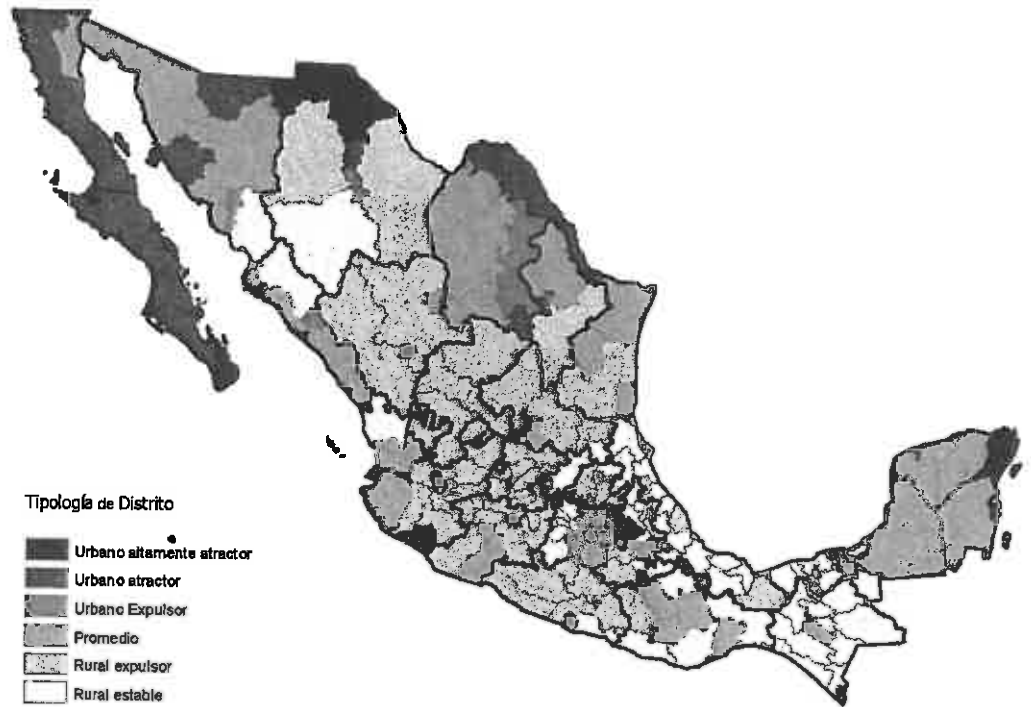 Tipología de Distrito
Urbano altamente atractor
Urbano atractor
Urbano Expulsor
Promedio
Rural expulsor
Rural estable